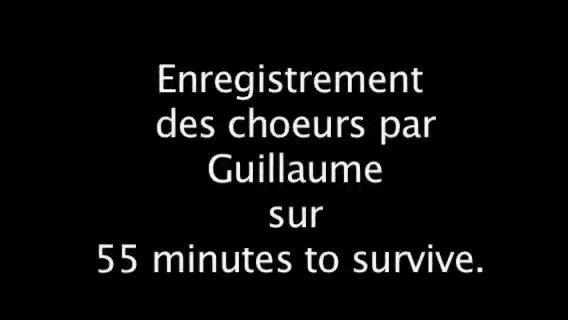 Enregistrement
des choeurs par
Guillaume
sur
55 minutes to survive.